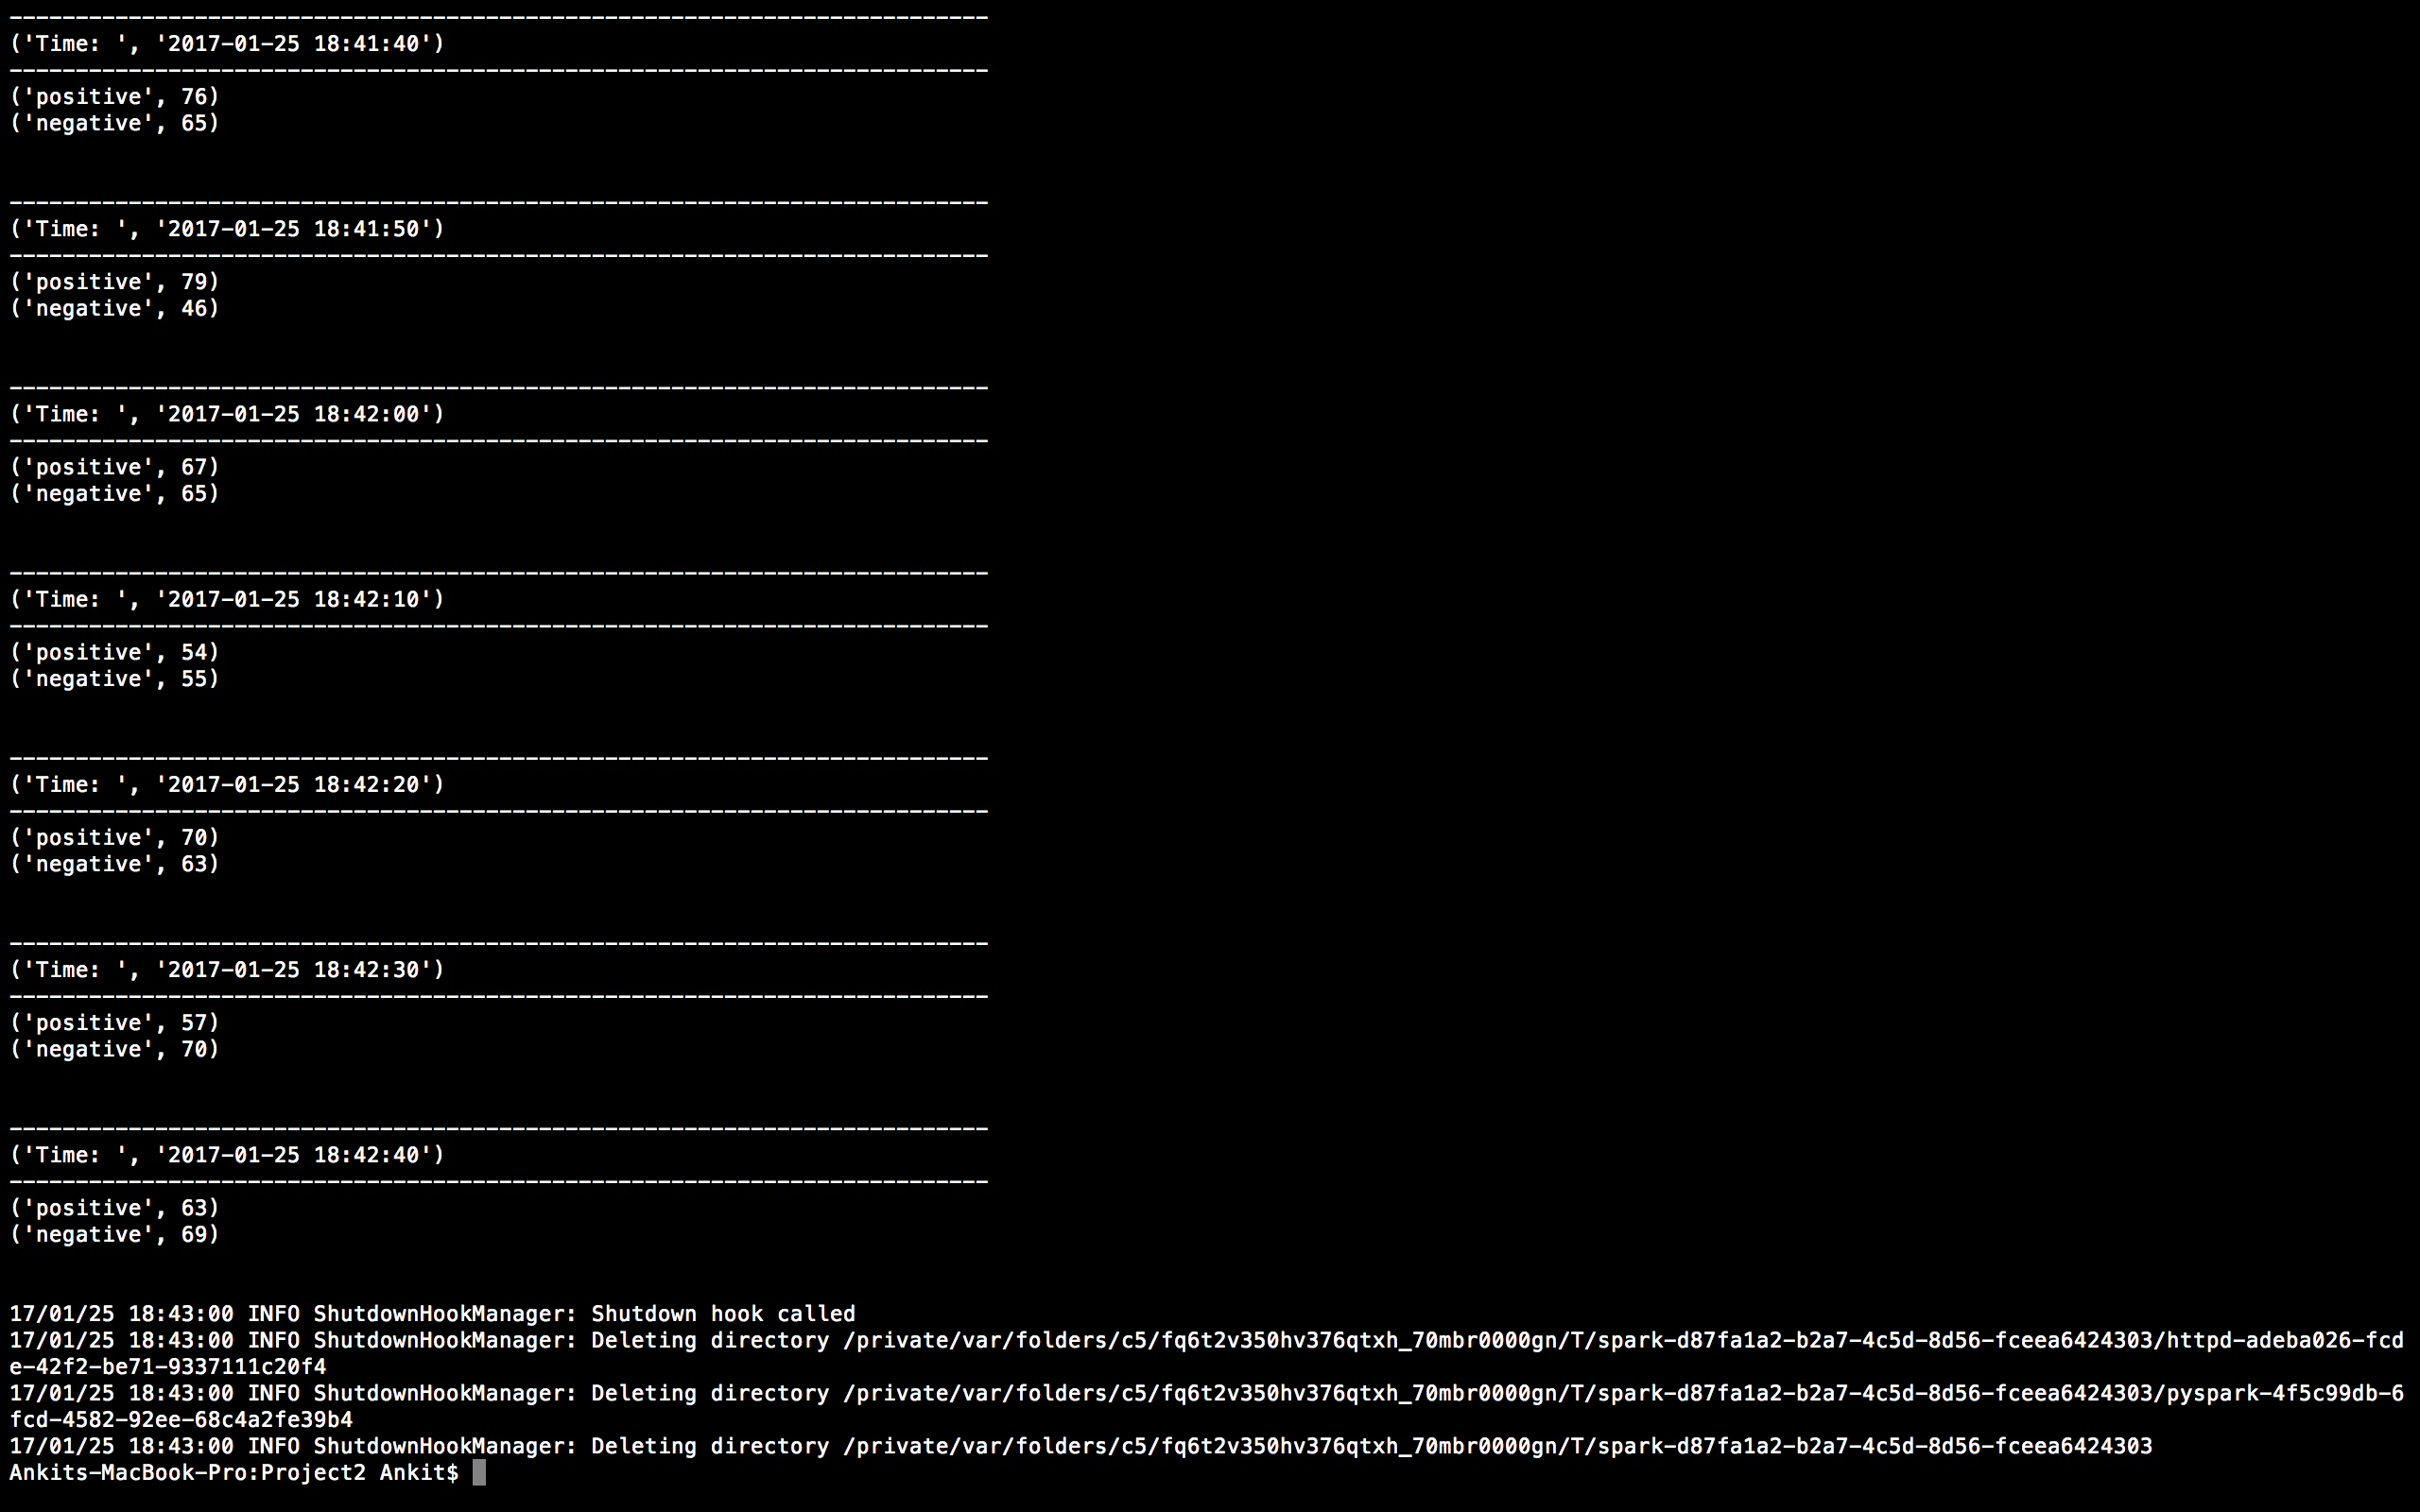 --------------------------------------------------------------------------
('Time: ', '2017-01-25 18:41:40')
--------------------------------------------------------------------------
('positive', 76)
('negative', 65)
--------------------------------------------------------------------------
('Time: ', '2017-01-25 18:41:50')
--------------------------------------------------------------------------
('positive', 79)
('negative', 46)
--------------------------------------------------------------------------
('Time: ', '2017-01-25 18:42:00')
--------------------------------------------------------------------------
('positive', 67)
('negative', 65)
--------------------------------------------------------------------------
('Time: ', '2017-01-25 18:42:10')
--------------------------------------------------------------------------
('positive', 54)
('negative', 55)
--------------------------------------------------------------------------
('Time: ', '2017-01-25 18:42:20')
--------------------------------------------------------------------------
('positive', 70)
('negative', 63)
--------------------------------------------------------------------------
('Time: ', '2017-01-25 18:42:30')
--------------------------------------------------------------------------
('positive', 57)
('negative', 70)
--------------------------------------------------------------------------
('Time: ', '2017-01-25 18:42:40')
--------------------------------------------------------------------------
('positive', 63)
('negative', 69)
17/01/25 18:43:00 INFO ShutdownHookManager: Shutdown hook called
17/01/25 18:43:00 INFO ShutdownHookManager: Deleting directory /private/var/folders/c5/fq6t2v350hv376qtxh_70mbr0000gn/T/spark-d87fa1a2-b2a7-4c5d-8d56-fceea6424303/httpd-adeba026-fcd
e-42f2-be71-9337111c20f4
17/01/25 18:43:00 INFO ShutdownHookManager: Deleting directory /private/var/folders/c5/fq6t2v350hv376qtxh_70mbr0000gn/T/spark-d87fa1a2-b2a7-4c5d-8d56-fceea6424303/pyspark-4f5c99db-6
fcd-4582-92ee-68c4a2fe39b4
17/01/25 18:43:00 INFO ShutdownHookManager: Deleting directory /private/var/folders/c5/fq6t2v350hv376qtxh_70mbr0000gn/T/spark-d87fa1a2-b2a7-4c5d-8d56-fceea6424303
Ankits-MacBook-Pro:Project2 Ankit$